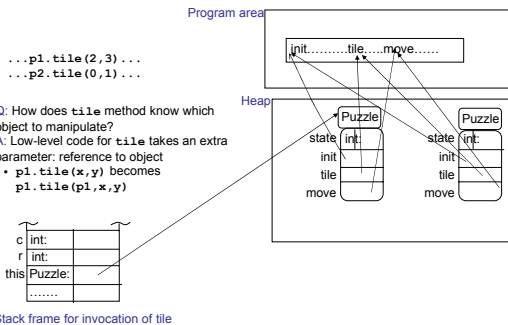 Program area
init..........tile.....move......
...p1.tile(2,3)...
...p2.tile(0,1)...
Heap
Q: How does tile method know which
object to manipulate?
A: Low-level code for tile takes an extra
parameter: reference to object
• p1.tile(x,y) becomes
p1.tile(p1,x,y)
Puzzle
state int:
init
tile
move
Puzzle
state int:
init
tile
move
c int:
r int:
this Puzzle:
.......
Stack frame for invocation of tile